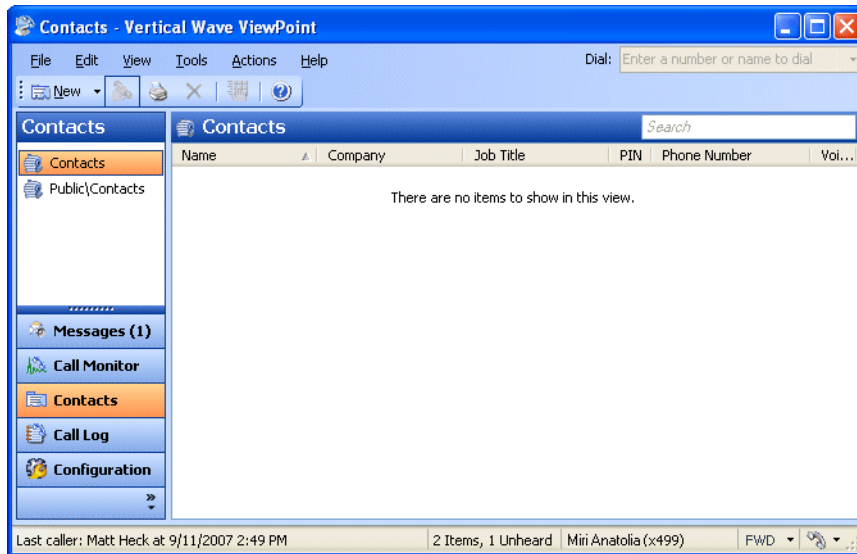 Contacts - Vertical Wave ViewPoint
File Edit View Tools Actions Help Dial: Enter a number or name to dial
New
Contacts
Contacts
Search
Contacts
Public\Contacts
Name Company Job Title PIN Phone Number Voi...
There are no items to show in this view.
Messages (1)
Call Monitor
Contacts
Call Log
Configuration
Last caller: Matt Heck at 9/11/2007 2:49 PM 2 Items, 1 Unheard Miri Anatolia (x499) FWD